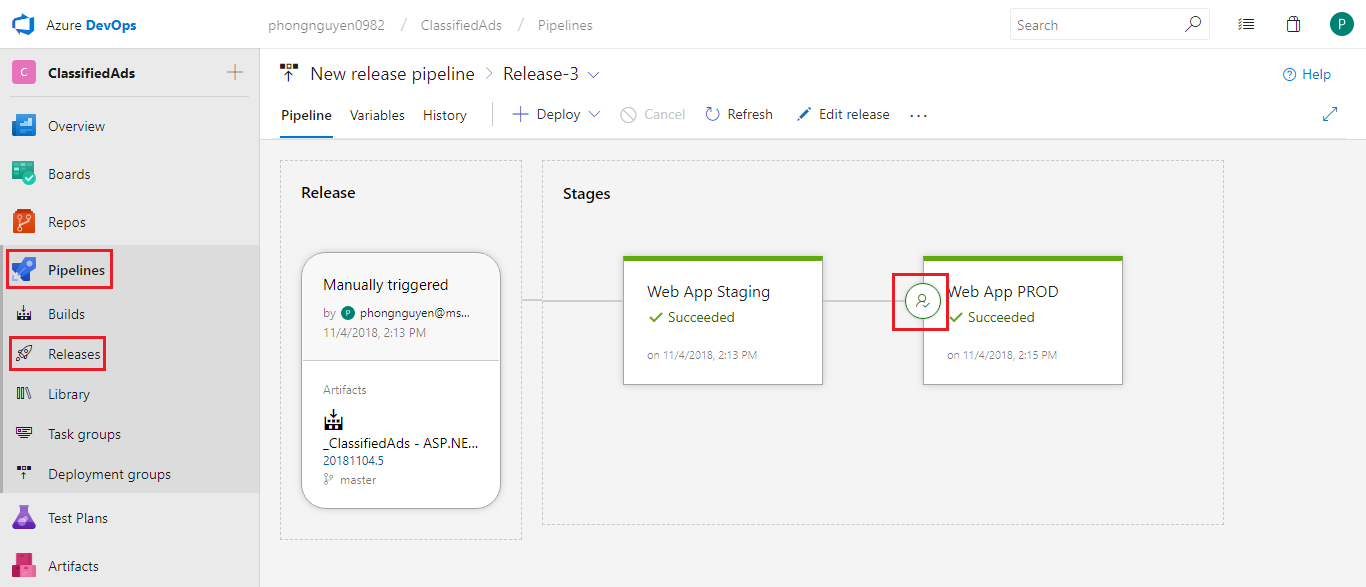 Azure DevOps
phongnguyen0982 / ClassifiedAds / Pipelines
Search
P
C
ClassifiedAds
Overview
Boards
Repos
Pipelines
Builds
Releases
Library
Task groups
Deployment groups
Test Plans
Artifacts
New release pipeline > Release-3
Help
Pipeline Variables History
Deploy Cancel Refresh Edit release ...
Release
Manually triggered
by P phongnguyen@ms...
11/4/2018, 2:13 PM
Artifacts
_ClassifiedAds - ASP.NE...
20181104.5
master
Stages
Web App Staging
Succeeded
on 11/4/2018, 2:13 PM
Web App PROD
Succeeded
on 11/4/2018, 2:15 PM